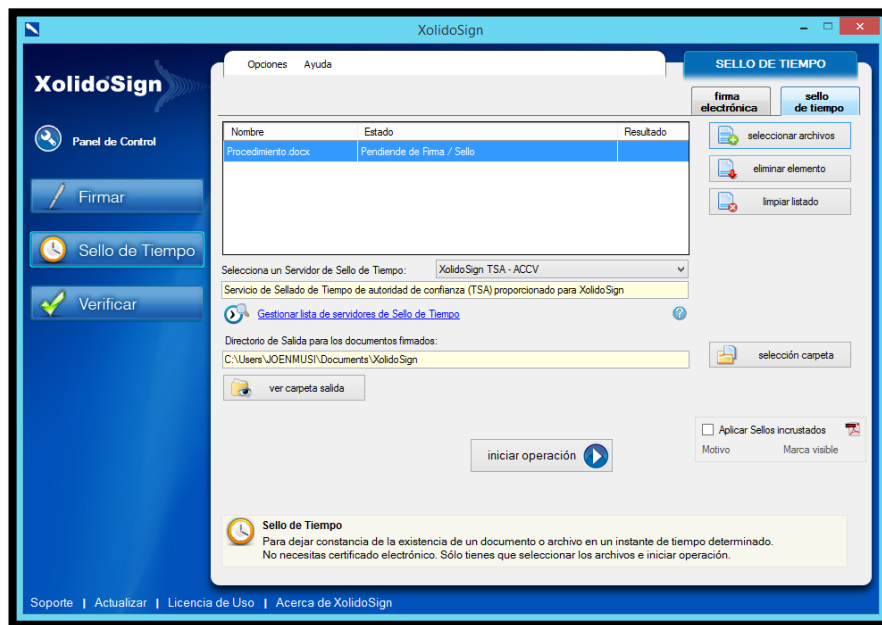 XolidoSign
XolidoSign
Opciones Ayuda
SELLO DE TIEMPO
firma electrónica
sello de tiempo
Panel de Control
Firmar
Sello de Tiempo
Verificar
Nombre Estado Resultado
Procedimiento.docx Pendiende de Firma / Sello
seleccionar archivos
eliminar elemento
limpiar listado
Selecciona un Servidor de Sello de Tiempo: XolidoSign TSA - ACCV
Servicio de Sellado de Tiempo de autoridad de confianza (TSA) proporcionado para XolidoSign
Gestionar lista de servidores de Sello de Tiempo
Directorio de Salida para los documentos firmados:
C:\Users\JOENMUSI\Documents\XolidoSign
selección carpeta
ver carpeta salida
Aplicar Sellos incrustados
Motivo Marca visible
iniciar operación
Sello de Tiempo
Para dejar constancia de la existencia de un documento o archivo en un instante de tiempo determinado.
No necesitas certificado electrónico. Sólo tienes que seleccionar los archivos e iniciar operación.
Soporte | Actualizar | Licencia de Uso | Acerca de XolidoSign